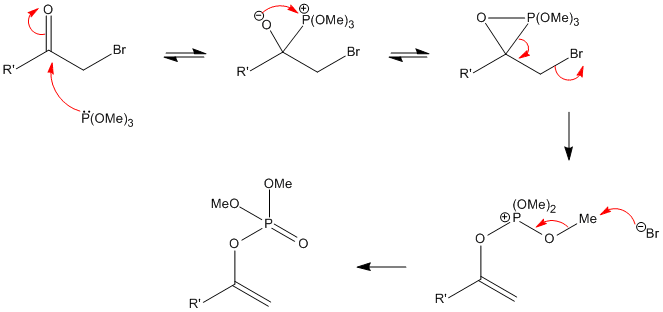 O
Br
R'
P(OMe)3
⊖
O
⊕
P(OMe)3
Br
R'
O
P(OMe)3
Br
R'
OMe
MeO
P
O
O
R'
(OMe)2
⊕
P
Me
O
O
⊖
Br
R'